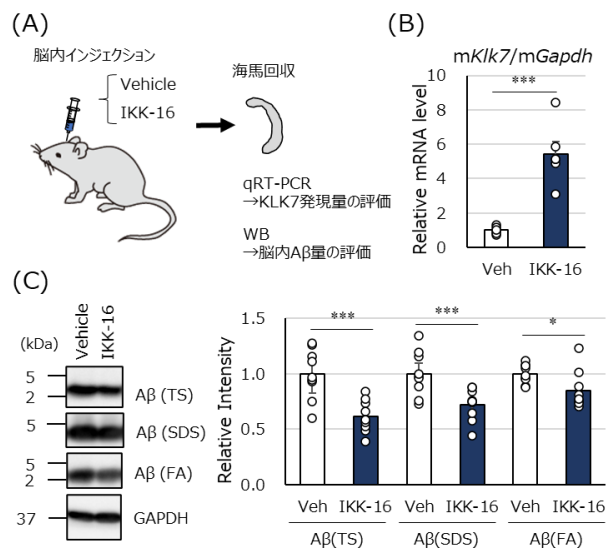 (A)
脳内インジェクション
Vehicle
IKK-16
海馬回収
qRT-PCR
→KLK7発現量の評価
WB
→脳内Aβ量の評価
(B)
mKlk7/mGapdh
***
Relative mRNA level
10
8
6
4
2
0
Veh
IKK-16
(C)
(kDa)
Vehicle
IKK-16
5
2
Aβ (TS)
5
Aβ (SDS)
5
2
Aβ (FA)
37
GAPDH
Relative Intensity
1.5
1.0
0.5
0.0
***
***
*
Veh IKK-16 Veh IKK-16 Veh IKK-16
Aβ(TS) Aβ(SDS) Aβ(FA)